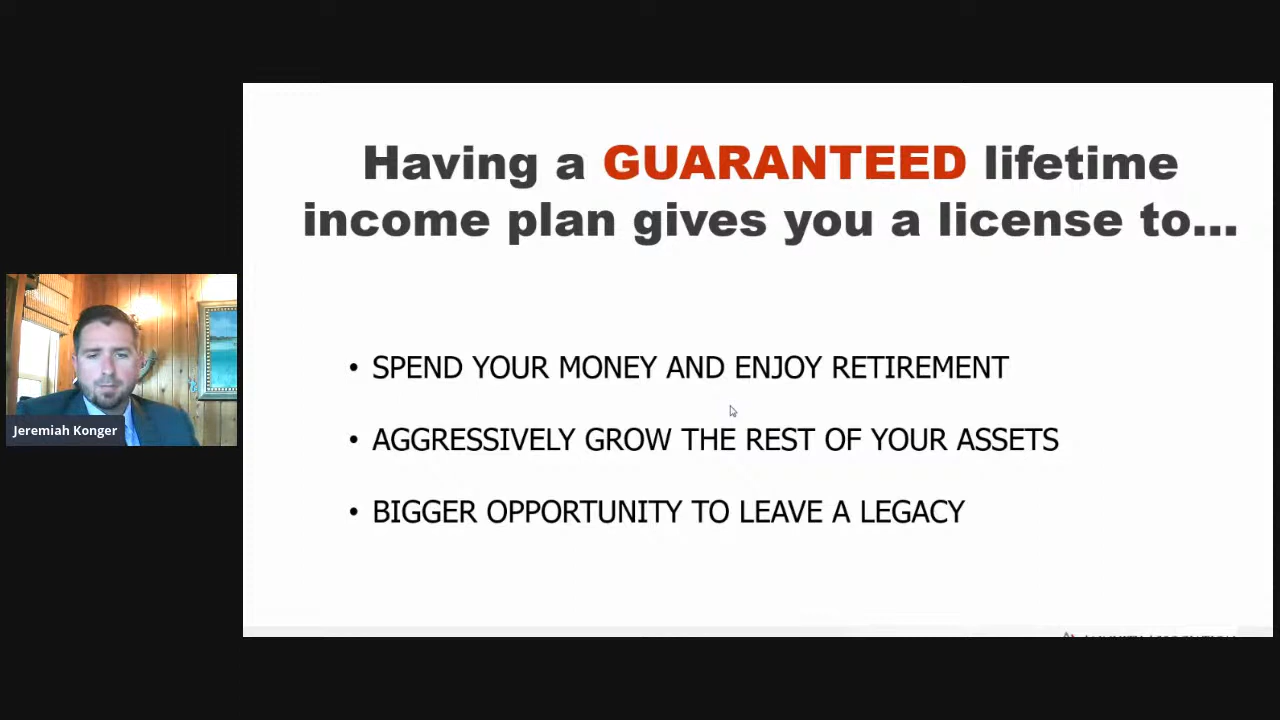 Having a GUARANTEED lifetime
income plan gives you a license to...
• SPEND YOUR MONEY AND ENJOY RETIREMENT
• AGGRESSIVELY GROW THE REST OF YOUR ASSETS
• BIGGER OPPORTUNITY TO LEAVE A LEGACY
Jeremiah Konger